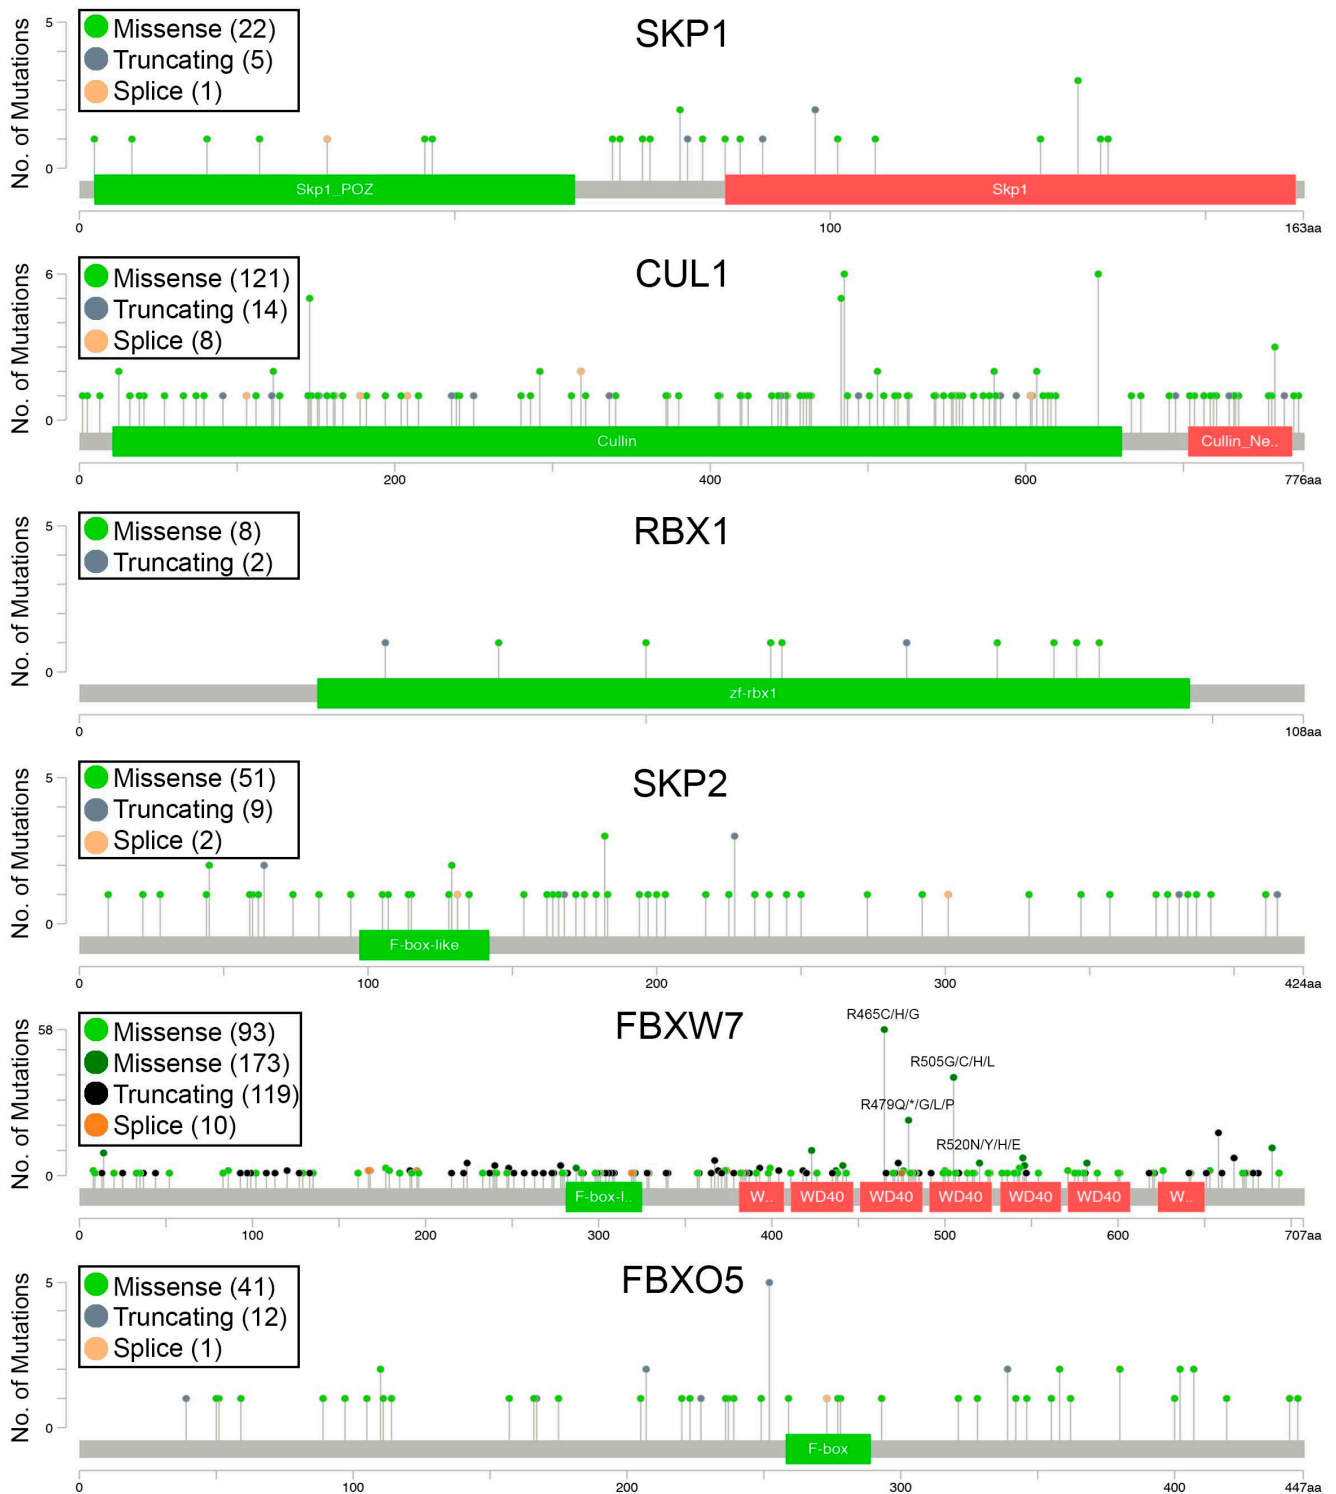 SKP1
No. of Mutations
5
0
Missense (22)
Truncating (5)
Splice (1)
Skp1_POZ
Skp1
0
100
163aa
CUL1
No. of Mutations
6
0
Missense (121)
Truncating (14)
Splice (8)
Cullin
Cullin_Ne..
0
200
400
600
776aa
RBX1
No. of Mutations
5
0
Missense (8)
Truncating (2)
zf-rbx1
0
108aa
SKP2
No. of Mutations
5
0
Missense (51)
Truncating (9)
Splice (2)
F-box-like
0
100
200
300
424aa
FBXW7
No. of Mutations
58
0
Missense (93)
Missense (173)
Truncating (119)
Splice (10)
R465C/H/G
R505G/C/H/L
R479Q/*/G/L/P
R520N/Y/H/E
F-box-l..
W..
WD40
WD40
WD40
WD40
WD40
W..
0
100
200
300
400
500
600
707aa
FBXO5
No. of Mutations
5
0
Missense (41)
Truncating (12)
Splice (1)
F-box
0
100
200
300
400
447aa